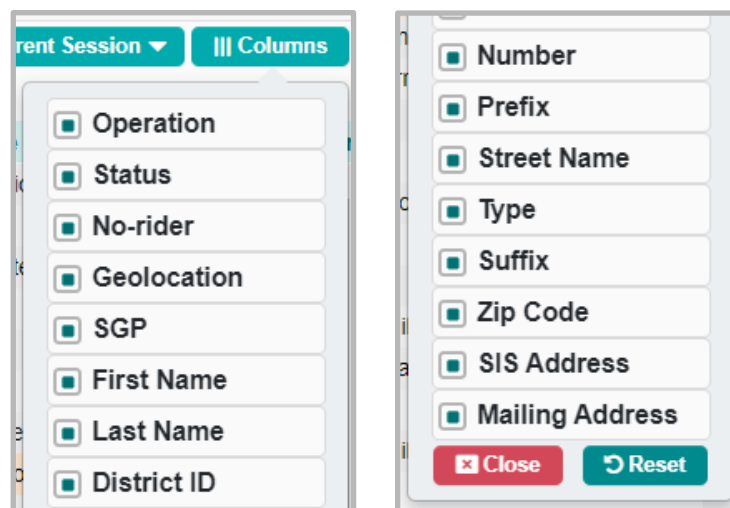 rent Session
Columns
Operation
Status
No-rider
Geolocation
SGP
First Name
Last Name
District ID
Number
Prefix
Street Name
Type
Suffix
Zip Code
SIS Address
Mailing Address
Close
Reset